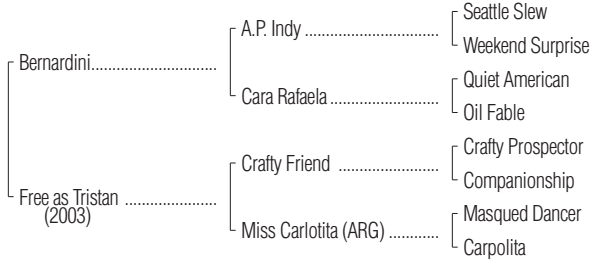 Seattle Slew
A.P. Indy ............................
Weekend Surprise
Bernardini..............................
Quiet American
Cara Rafaela ........................
Oil Fable
Crafty Prospector
Crafty Friend ......................
Companionship
Free as Tristan .....................
(2003)
Masqued Dancer
Miss Carlotita (ARG) ............
Carpolita